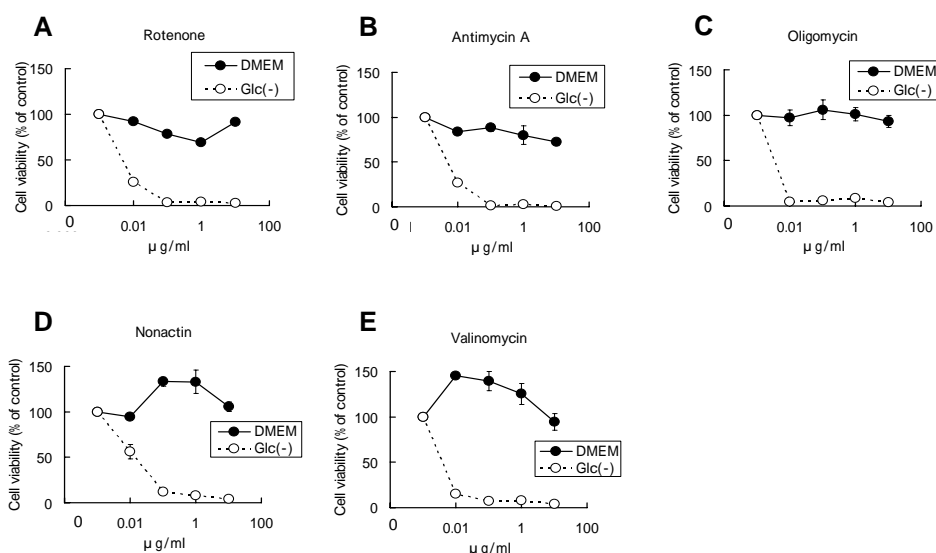 A
Rotenone
Cell viability (% of control)
150
100
50
0
0
0.01
1
100
μ g/ml
DMEM
Glc(-)
B
Antimycin A
Cell viability (% of control)
150
100
50
0
0
0.01
1
100
μ g/ml
DMEM
Glc(-)
C
Oligomycin
Cell viability (% of control)
150
100
50
0
0
0.01
1
100
μ g/ml
DMEM
Glc(-)
D
Nonactin
Cell viability (% of control)
150
100
50
0
0
0.01
1
100
μ g/ml
DMEM
Glc(-)
E
Valinomycin
Cell viability (% of control)
150
100
50
0
0
0.01
1
100
μ g/ml
DMEM
Glc(-)